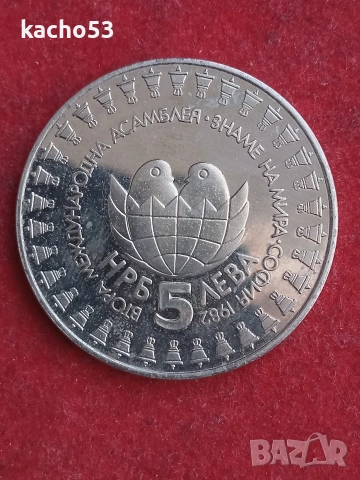 kacho53
ВТОРА МЕЖДУНАРОДНА АСАМБЛЕЯ · ЗНАМЕ НА МИРА · СОФИЯ 1982
НРБ 5 ЛЕВА
BAZAR